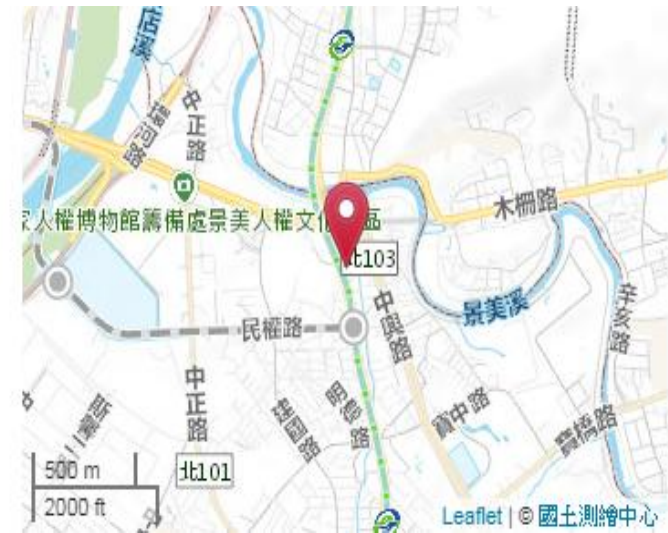 店溪
環河路
中正路
木柵路
家人權博物館籌備處景美人權文化園區
北103
景美溪
辛亥路
民權路
中興路
中正路
建國路
明德路
寶中路
寶橋路
北101
500 m
2000 ft
Leaflet | © 國土測繪中心